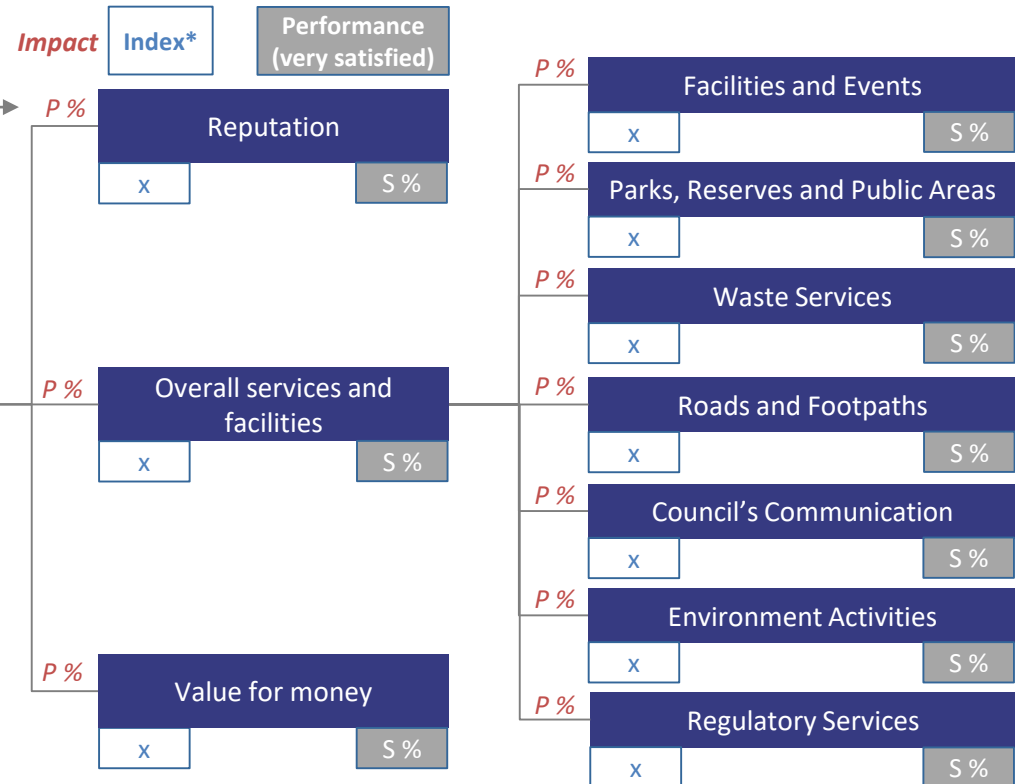 Impact
Index*
Performance
(very satisfied)
P %
Reputation
x
S %
P %
Overall services and
facilities
x
S %
P %
Value for money
x
S %
P %
Facilities and Events
x
S %
P %
Parks, Reserves and Public Areas
x
S %
P %
Waste Services
x
S %
P %
Roads and Footpaths
x
S %
P %
Council’s Communication
x
S %
P %
Environment Activities
x
S %
P %
Regulatory Services
x
S %